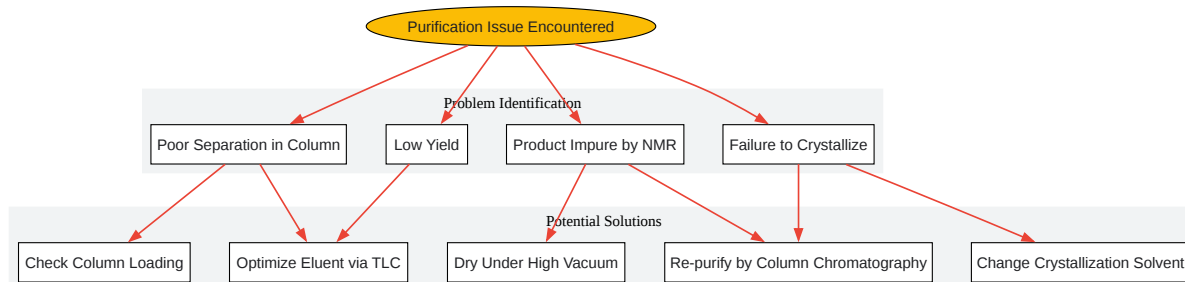 Purification Issue Encountered
Problem Identification
Poor Separation in Column
Low Yield
Product Impure by NMR
Failure to Crystallize
Potential Solutions
Check Column Loading
Optimize Eluent via TLC
Dry Under High Vacuum
Re-purify by Column Chromatography
Change Crystallization Solvent